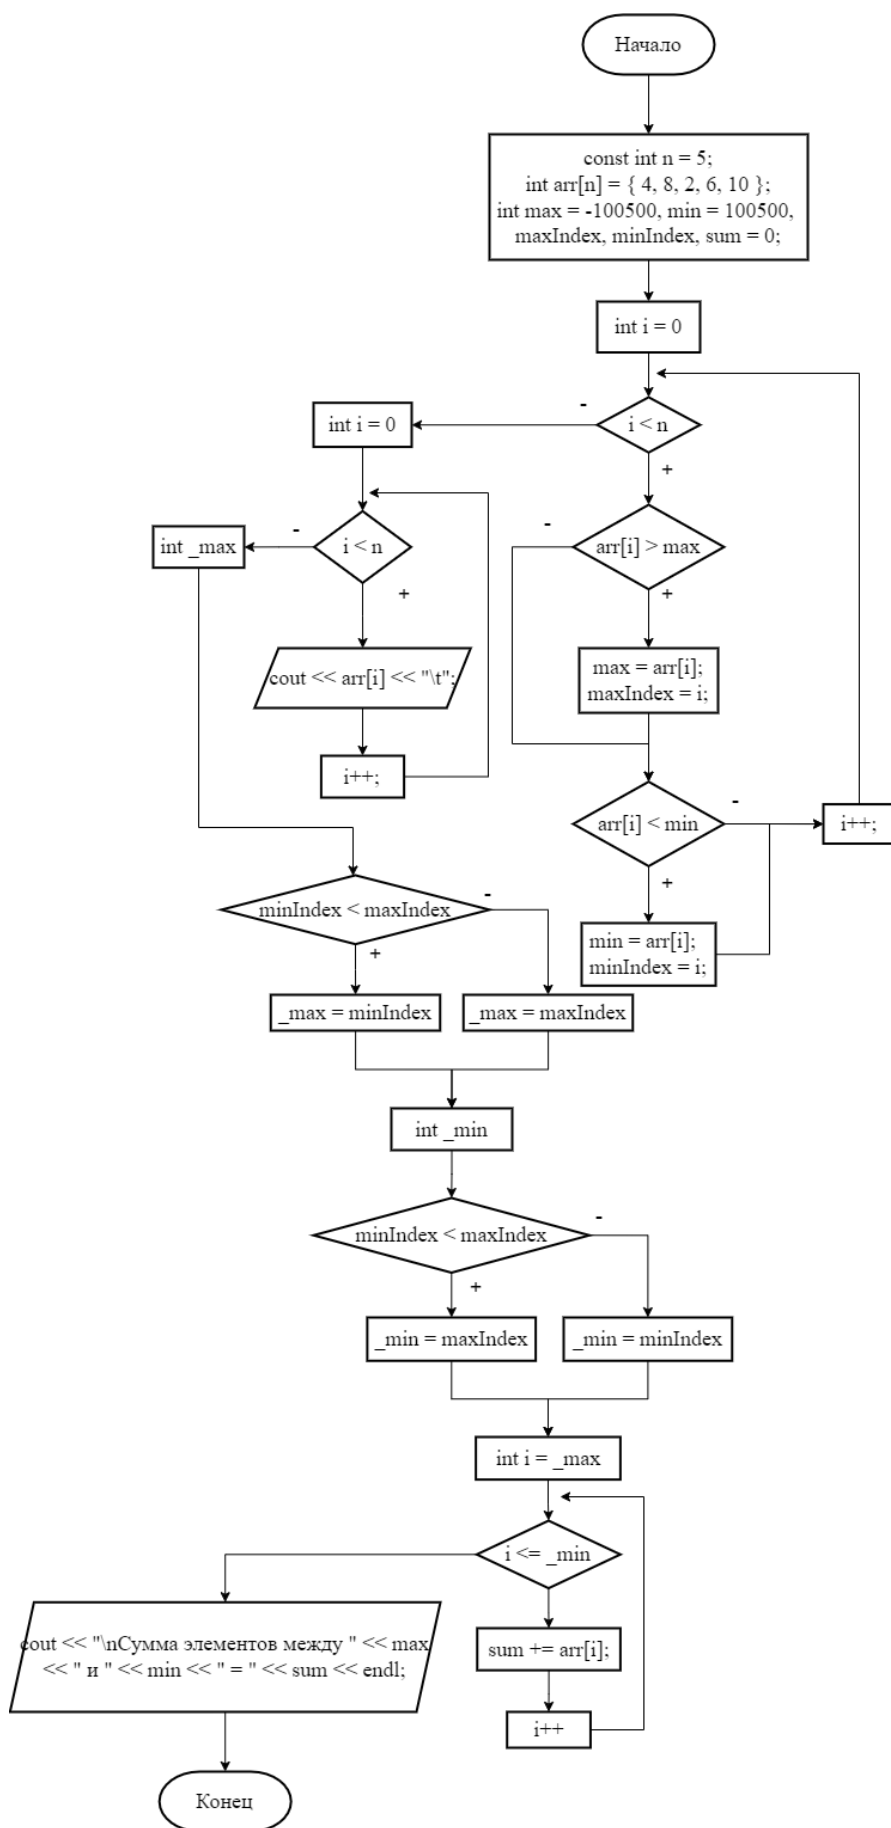 Начало
const int n = 5;
int arr[n] = { 4, 8, 2, 6, 10 };
int max = -100500, min = 100500,
maxIndex, minIndex, sum = 0;
int i = 0
i < n
-
+
arr[i] > max
-
+
max = arr[i];
maxIndex = i;
arr[i] < min
-
+
i++;
min = arr[i];
minIndex = i;
int i = 0
i < n
-
+
cout << arr[i] << "\t";
i++;
int _max
minIndex < maxIndex
-
+
_max = minIndex
_max = maxIndex
int _min
minIndex < maxIndex
-
+
_min = maxIndex
_min = minIndex
int i = _max
i <= _min
sum += arr[i];
i++
cout << "\nСумма элементов между " << max
<< " и " << min << " = " << sum << endl;
Конец